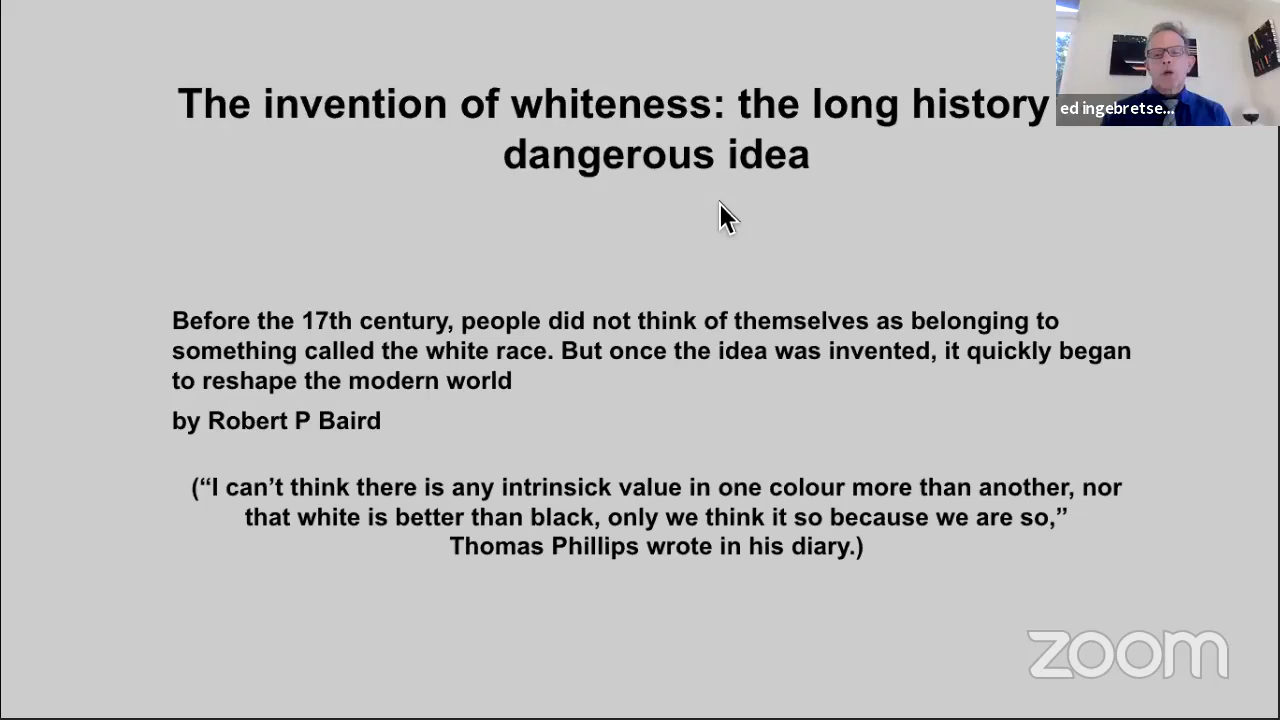 The invention of whiteness: the long history
dangerous idea
ed ingebretse...
Before the 17th century, people did not think of themselves as belonging to
something called the white race. But once the idea was invented, it quickly began
to reshape the modern world
by Robert P Baird
(“I can’t think there is any intrinsick value in one colour more than another, nor
that white is better than black, only we think it so because we are so,”
Thomas Phillips wrote in his diary.)
zoom